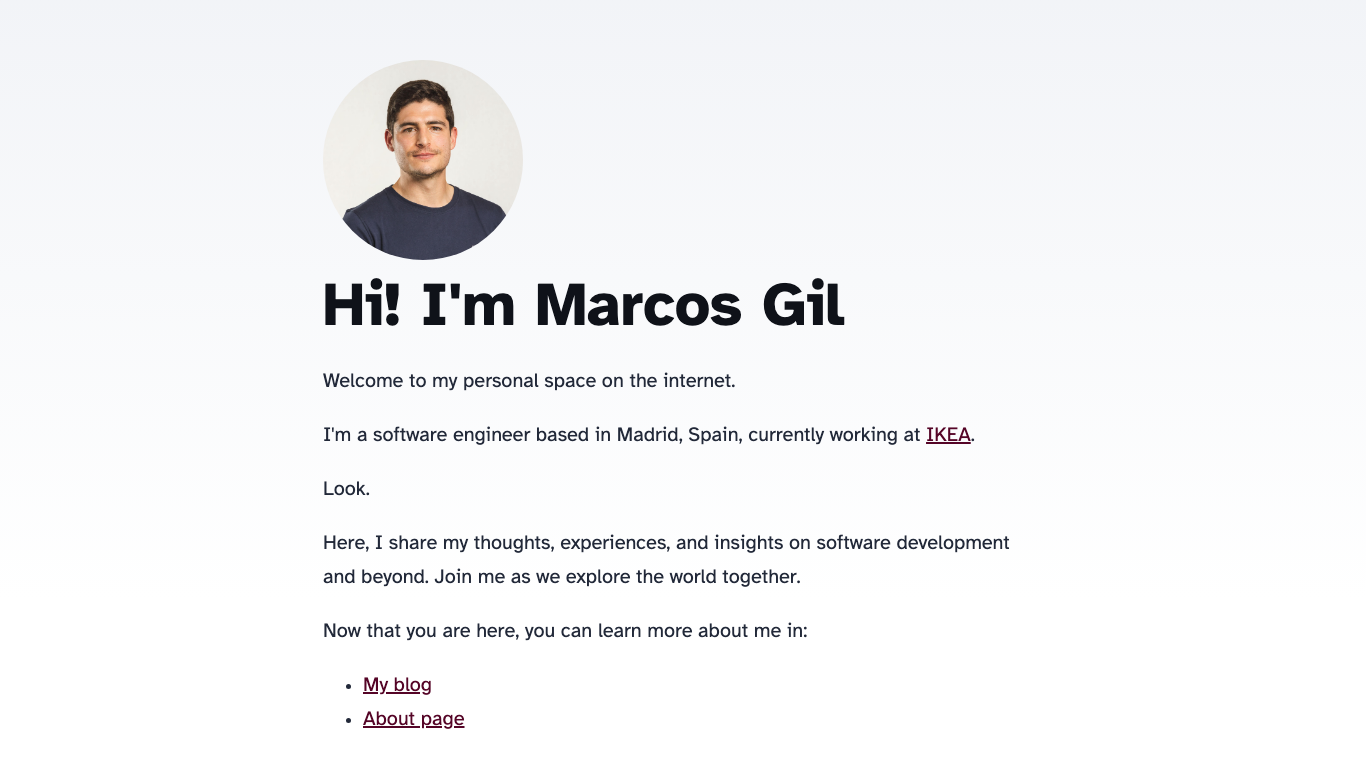 Hi! I'm Marcos Gil
Welcome to my personal space on the internet.
I'm a software engineer based in Madrid, Spain, currently working at IKEA.
Look.
Here, I share my thoughts, experiences, and insights on software development
and beyond. Join me as we explore the world together.
Now that you are here, you can learn more about me in:
• My blog
• About page